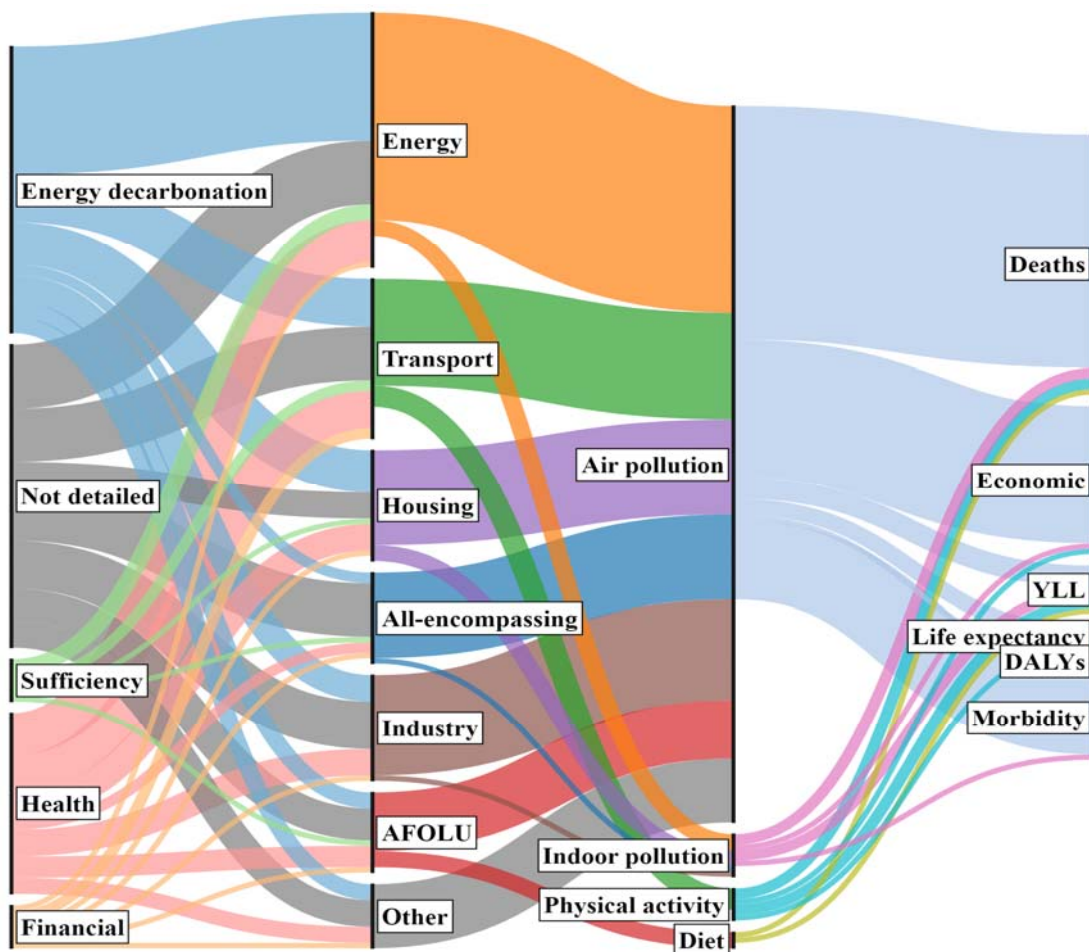 Energy decarbonation
Not detailed
Sufficiency
Health
Financial
Energy
Transport
Housing
All-encompassing
Industry
AFOLU
Other
Air pollution
Indoor pollution
Physical activity
Diet
Deaths
Economic
YLL
Life expectancy
DALYs
Morbidity